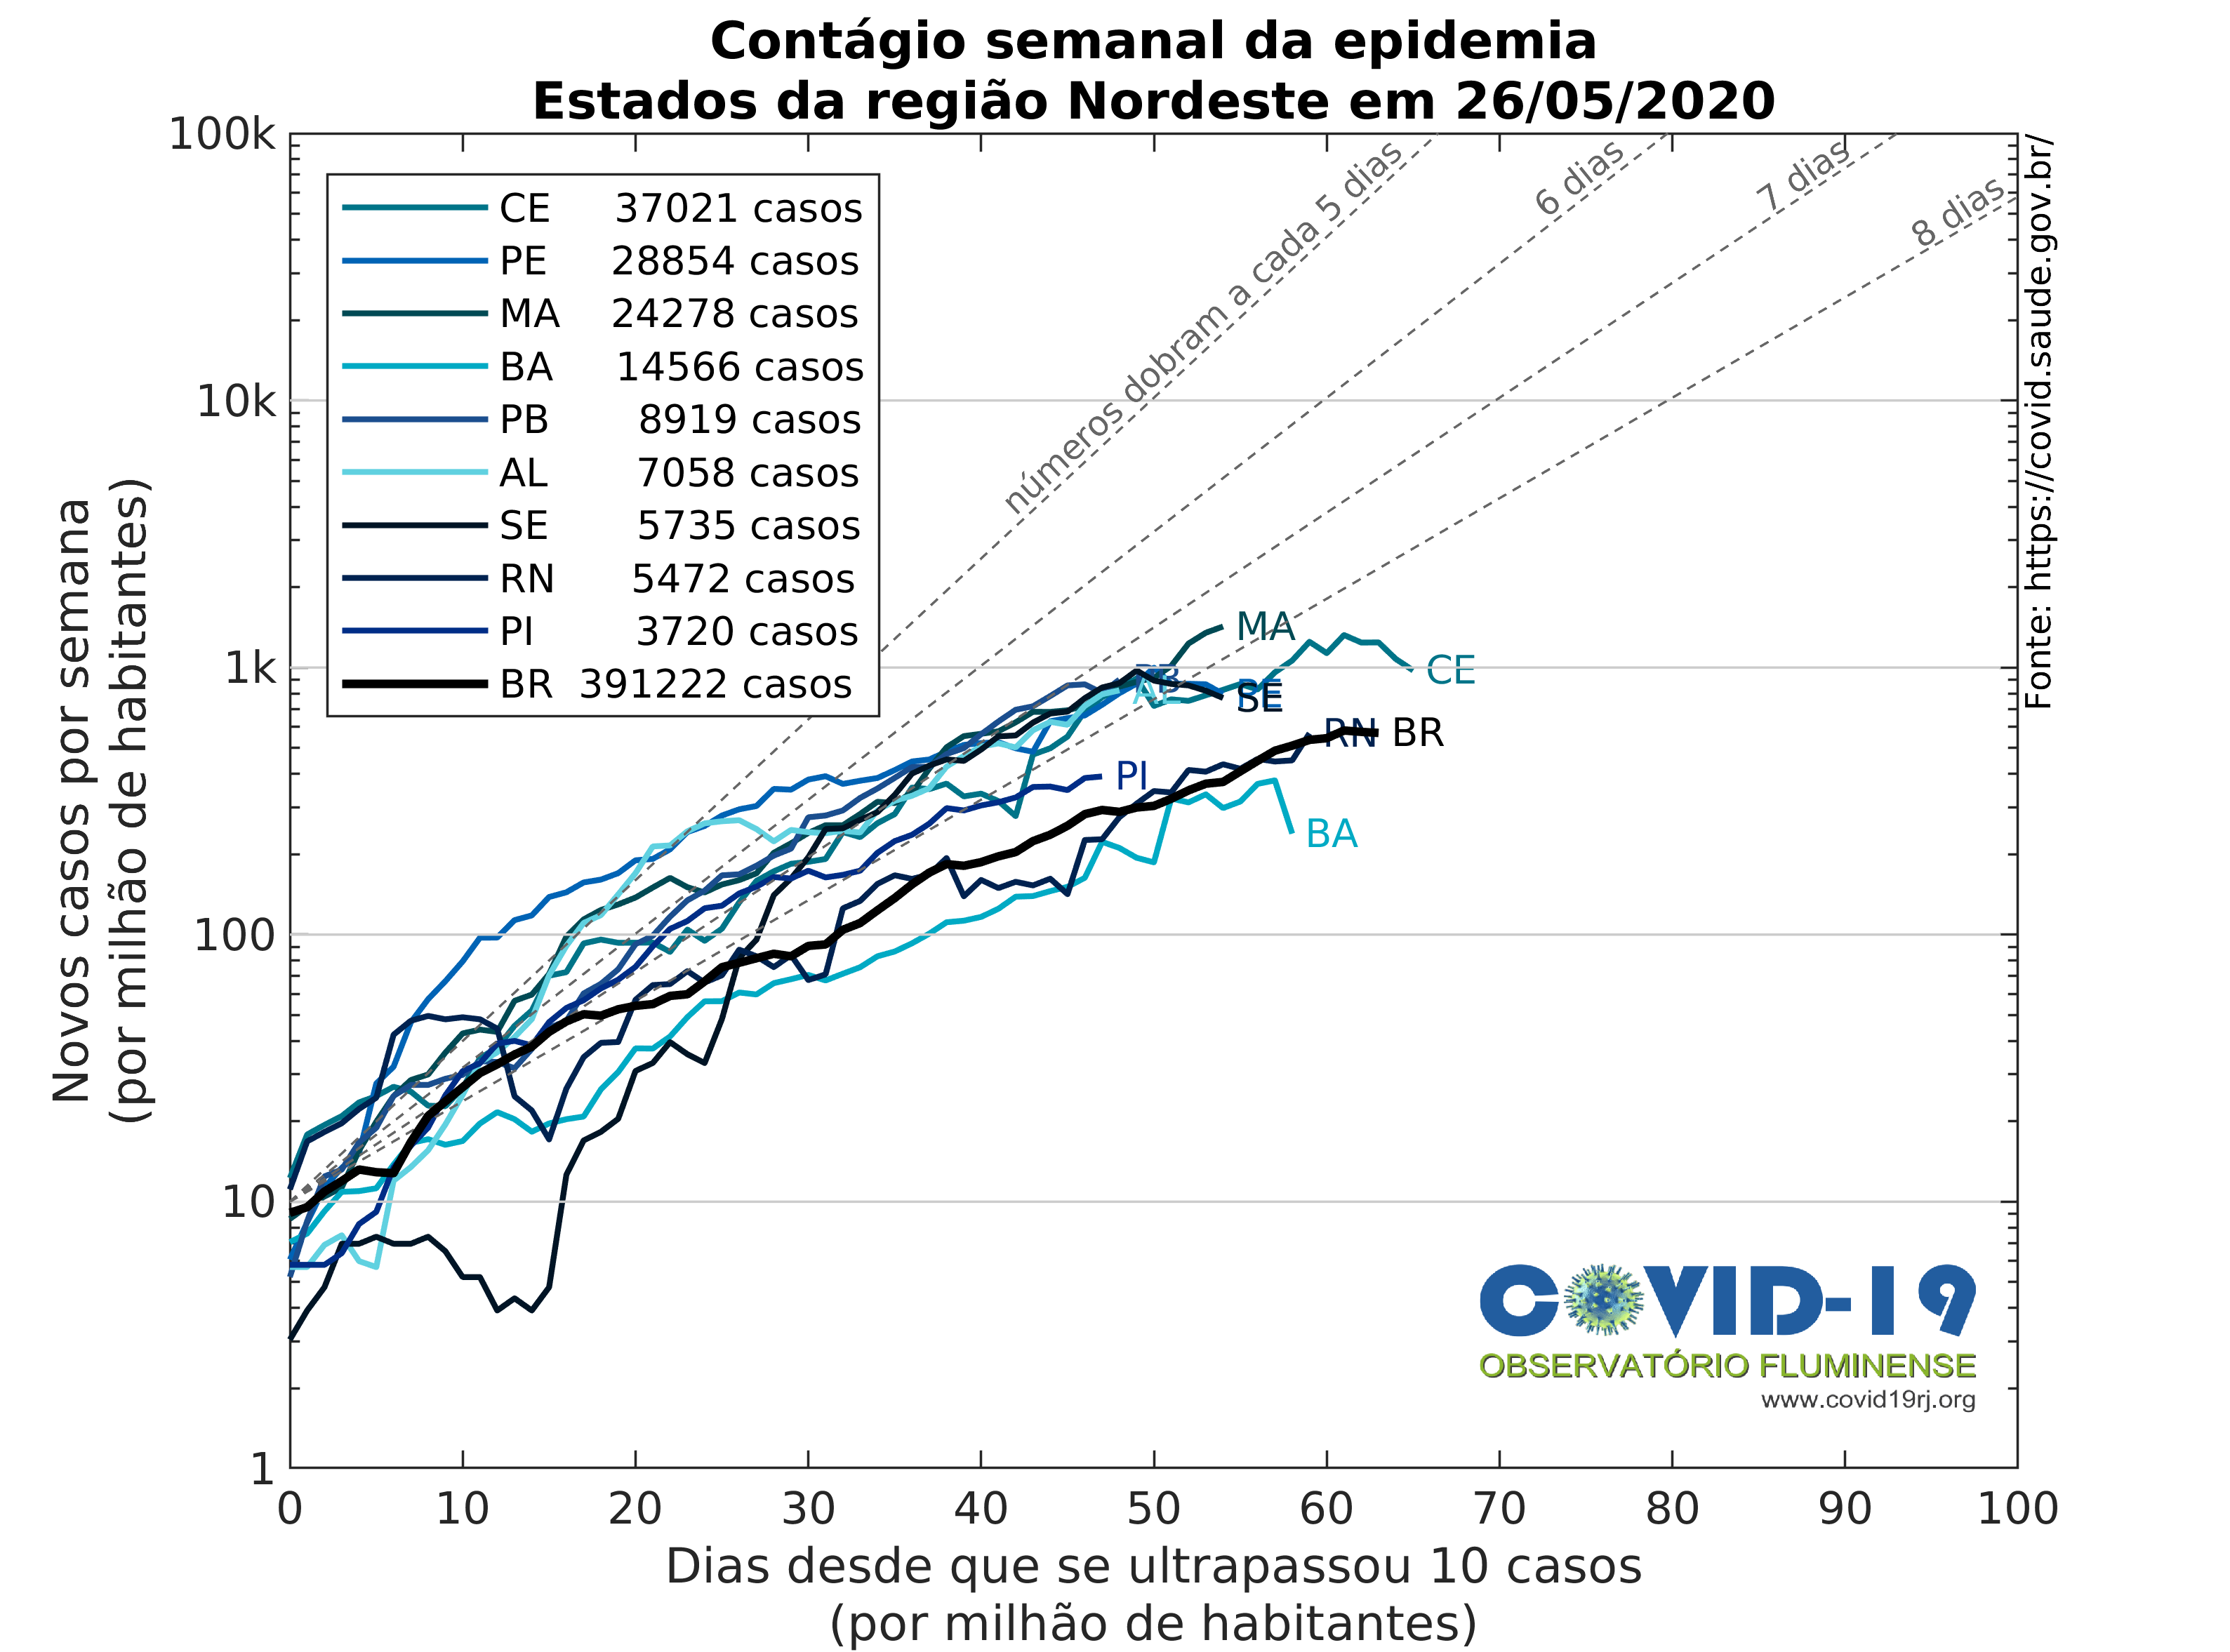 Contágio semanal da epidemia
Estados da região Nordeste em 26/05/2020
Novos casos por semana
(por milhão de habitantes)
100k
10k
1k
100
10
1
CE 37021 casos
PE 28854 casos
MA 24278 casos
BA 14566 casos
PB 8919 casos
AL 7058 casos
SE 5735 casos
RN 5472 casos
PI 3720 casos
BR 391222 casos
números dobram a cada 5 dias
6 dias
7 dias
8 dias
Fonte: https://covid.saude.gov.br/
MA
CE
PB
AL
PE
SE
RN
BR
PI
BA
COVID-19
OBSERVATÓRIO FLUMINENSE
www.covid19rj.org
0 10 20 30 40 50 60 70 80 90 100
Dias desde que se ultrapassou 10 casos
(por milhão de habitantes)